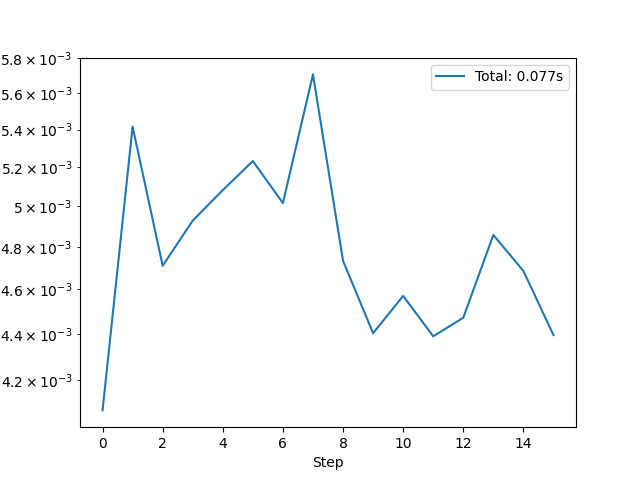 Total: 0.077s
5.8 × 10⁻³
5.6 × 10⁻³
5.4 × 10⁻³
5.2 × 10⁻³
5 × 10⁻³
4.8 × 10⁻³
4.6 × 10⁻³
4.4 × 10⁻³
4.2 × 10⁻³
0 2 4 6 8 10 12 14
Step